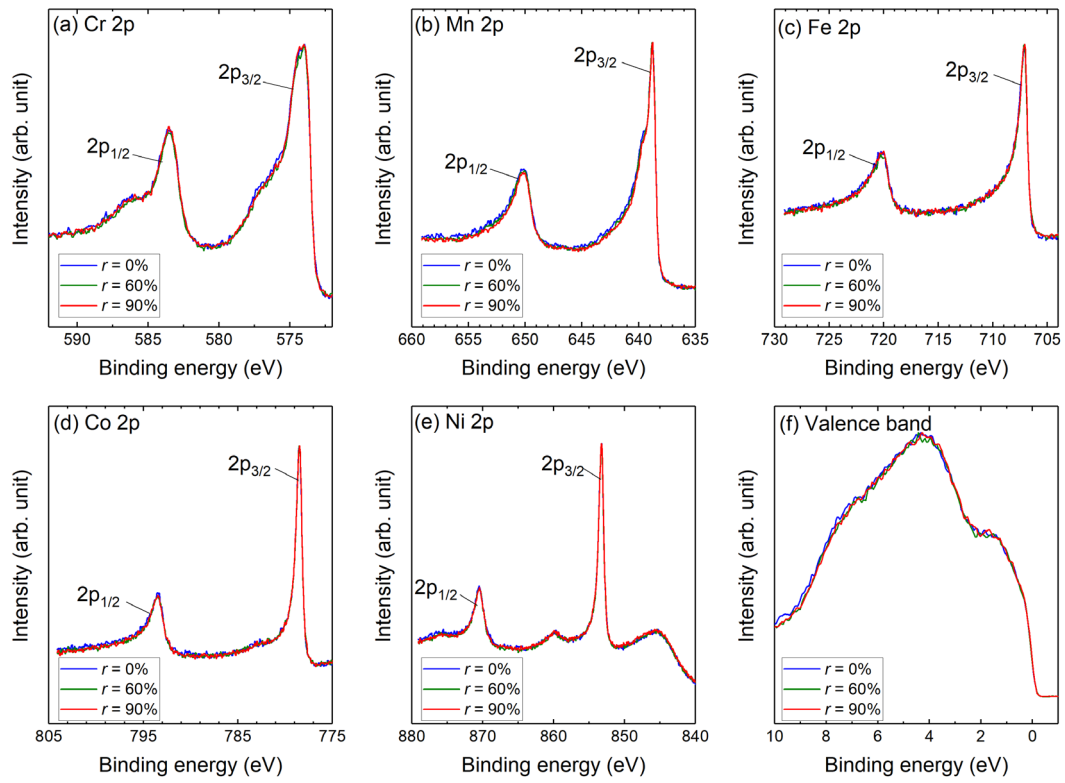 (a) Cr 2p
2p3/2
2p1/2
Intensity (arb. unit)
r = 0%
r = 60%
r = 90%
590 585 580 575
Binding energy (eV)
(b) Mn 2p
2p3/2
2p1/2
Intensity (arb. unit)
r = 0%
r = 60%
r = 90%
660 655 650 645 640 635
Binding energy (eV)
(c) Fe 2p
2p3/2
2p1/2
Intensity (arb. unit)
r = 0%
r = 60%
r = 90%
730 725 720 715 710 705
Binding energy (eV)
(d) Co 2p
2p3/2
2p1/2
Intensity (arb. unit)
r = 0%
r = 60%
r = 90%
805 795 785 775
Binding energy (eV)
(e) Ni 2p
2p3/2
2p1/2
Intensity (arb. unit)
r = 0%
r = 60%
r = 90%
880 870 860 850 840
Binding energy (eV)
(f) Valence band
Intensity (arb. unit)
r = 0%
r = 60%
r = 90%
10 8 6 4 2 0
Binding energy (eV)